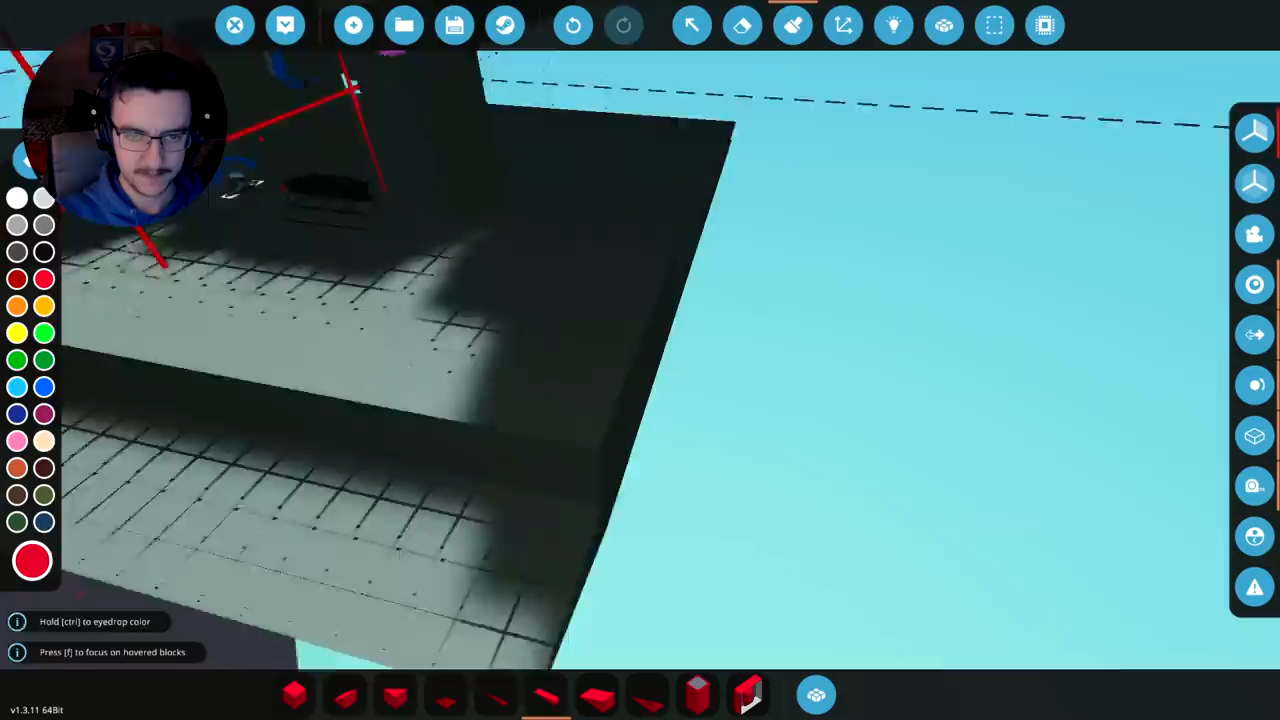 Hold [ctrl] to eyedrop color
Press [f] to focus on hovered blocks
v1.3.11 64Bit